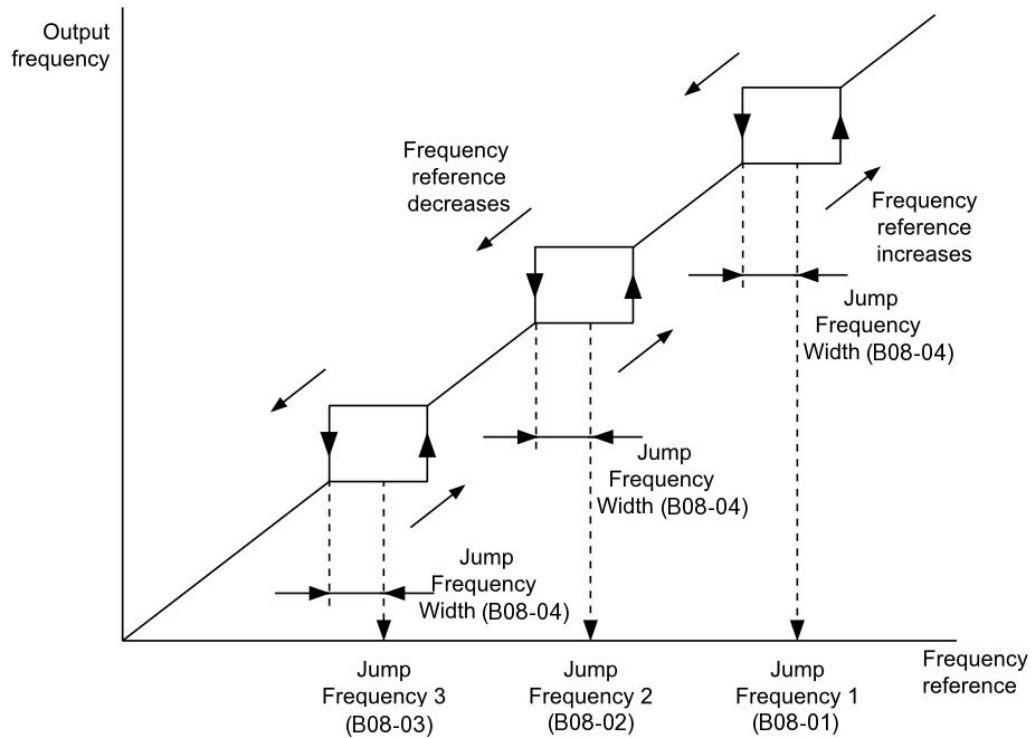 Output
frequency
Frequency
reference
decreases
Frequency
reference
increases
Jump
Frequency
Width (B08-04)
Jump
Frequency
Width (B08-04)
Jump
Frequency
Width (B08-04)
Jump
Frequency 3
(B08-03)
Jump
Frequency 2
(B08-02)
Jump
Frequency 1
(B08-01)
Frequency
reference